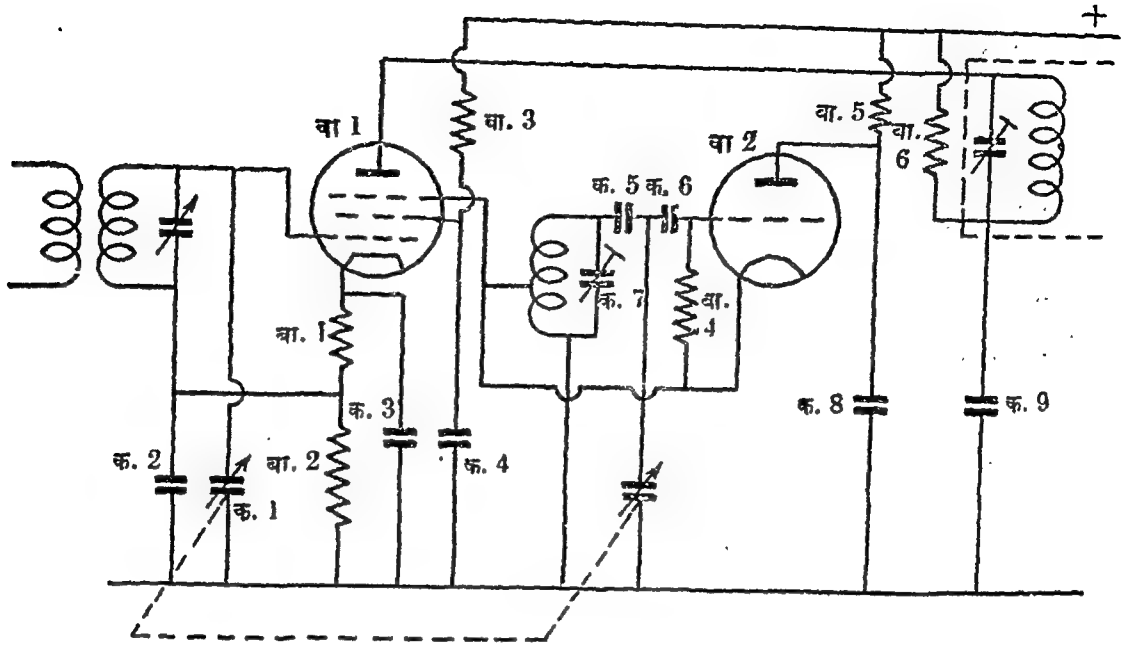 +
वा 1
वा. 3
वा 2
वा. 5
वा. 6
क. 5
क. 6
क. 7
वा. 4
वा. 1
क. 3
क. 8
क. 9
क. 2
वा. 2
क. 4
क. 1